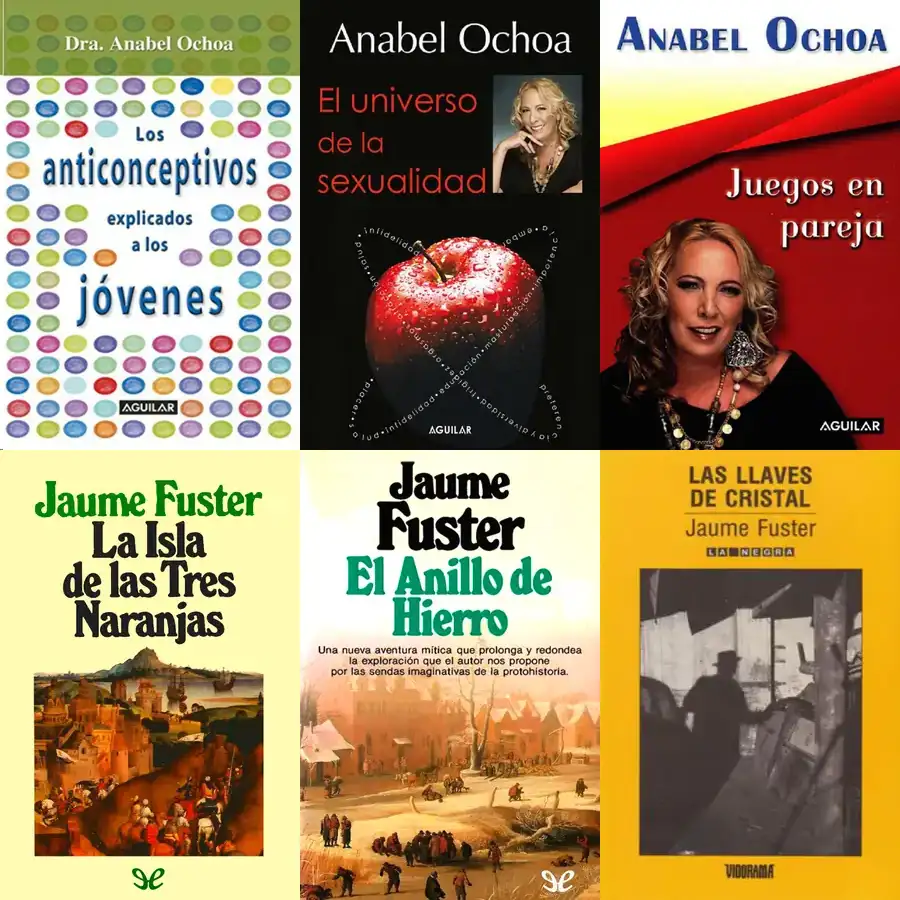 Dra. Anabel Ochoa
Los
anticonceptivos
explicados
a los
jóvenes
AGUILAR
Anabel Ochoa
El universo
de la
sexualidad
AGUILAR
ANABEL OCHOA
Juegos en
pareja
AGUILAR
Jaume Fuster
La Isla
de las Tres
Naranjas
Jaume
Fuster
El Anillo de
Hierro
Una nueva aventura mítica que prolonga y redondea
la exploración que el autor nos propone
por las sendas imaginativas de la protohistoria.
LAS LLAVES
DE CRISTAL
Jaume Fuster
LA NEGRA
VIDORAMA